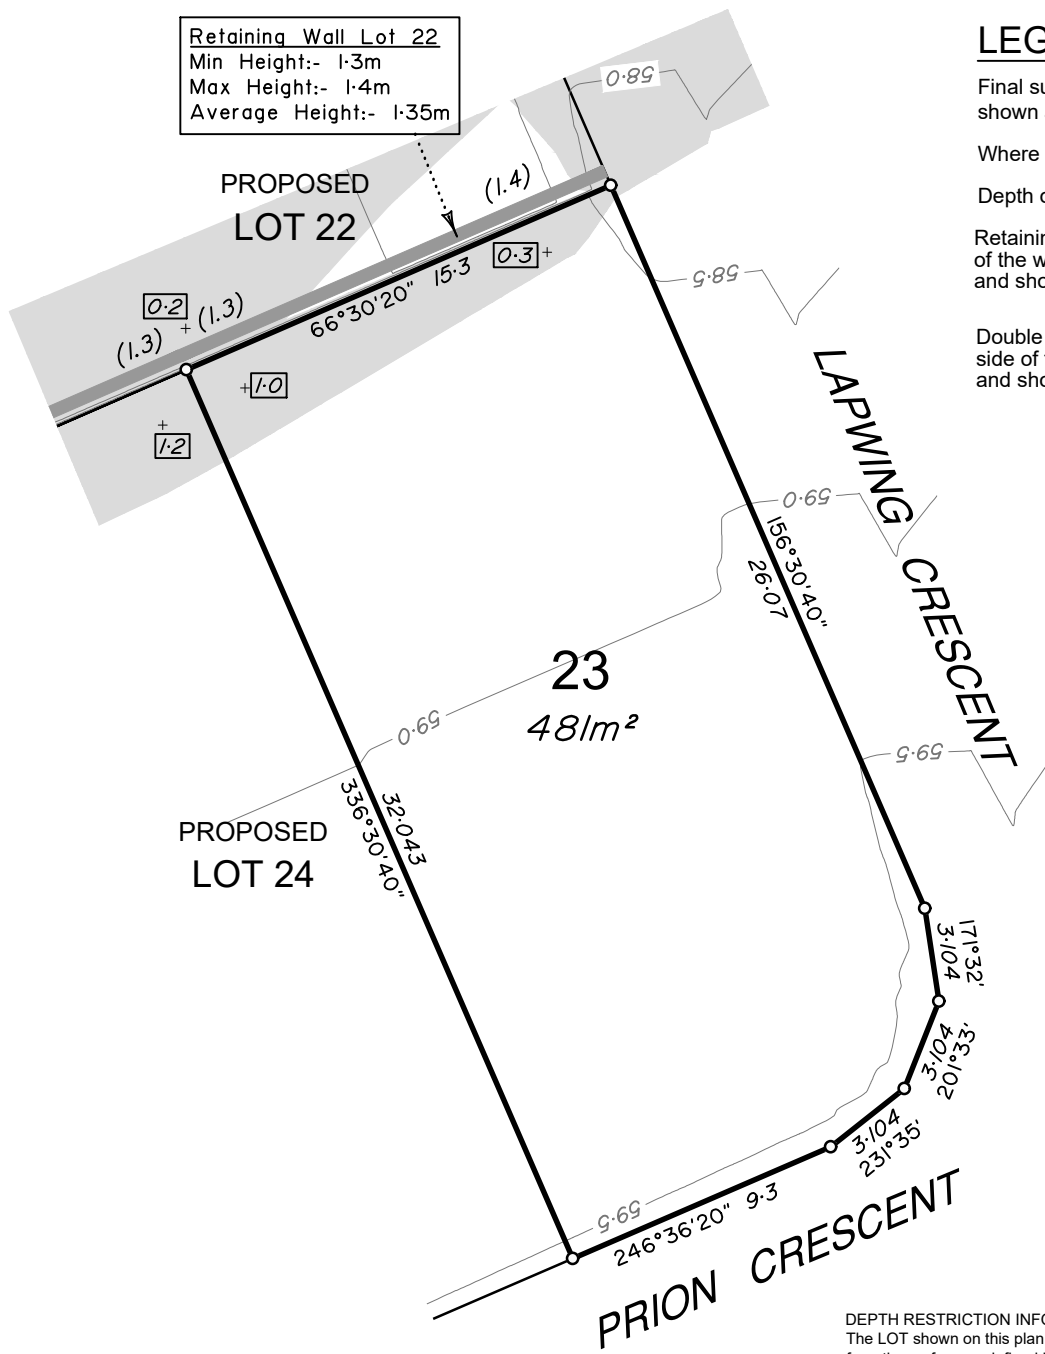 Retaining Wall Lot 22
Min Height:- 1·3m
Max Height:- 1·4m
Average Height:- 1·35m
PROPOSED
LOT 22
58·0
(1.4)
0·3
15·3
66°30'20"
0·2
(1.3)
(1.3)
1·0
1·2
58·5
LAPWING CRESCENT
59·0
156°30'40"
26·07
23
481m²
59·0
59·5
PROPOSED
LOT 24
32·043
336°30'40"
171°32'
3·104
3·104
201°33'
3·104
231°35'
59·5
246°36'20" 9·3
PRION CRESCENT
LEG
Final su
shown
Where
Depth o
Retainin
of the w
and sho
Double
side of
and sho
DEPTH RESTRICTION INFO
The LOT shown on this plan